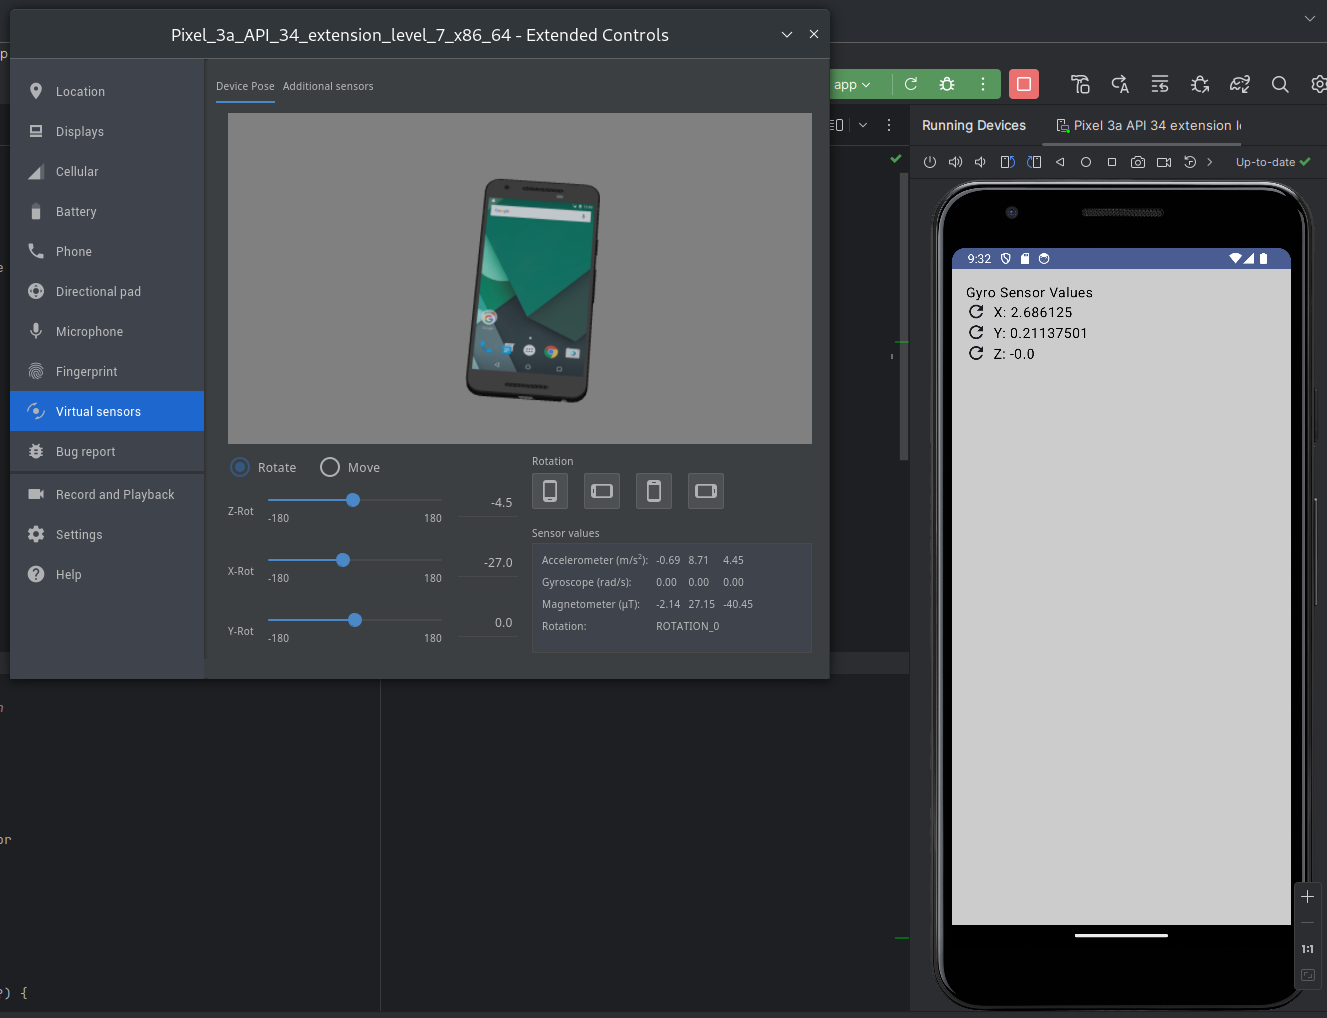 Pixel_3a_API_34_extension_level_7_x86_64 - Extended Controls
p
Location
Displays
Cellular
Battery
Phone
Directional pad
Microphone
Fingerprint
Virtual sensors
Bug report
Record and Playback
Settings
Help
Device Pose Additional sensors
Google
Rotate Move
Z-Rot -180 180 -4.5
X-Rot -180 180 -27.0
Y-Rot -180 180 0.0
Rotation
Sensor values
Accelerometer (m/s²): -0.69 8.71 4.45
Gyroscope (rad/s): 0.00 0.00 0.00
Magnetometer (μT): -2.14 27.15 -40.45
Rotation: ROTATION_0
e
n
or
?) {
app
Running Devices Pixel 3a API 34 extension l
Up-to-date
9:32
Gyro Sensor Values
X: 2.686125
Y: 0.21137501
Z: -0.0
1:1